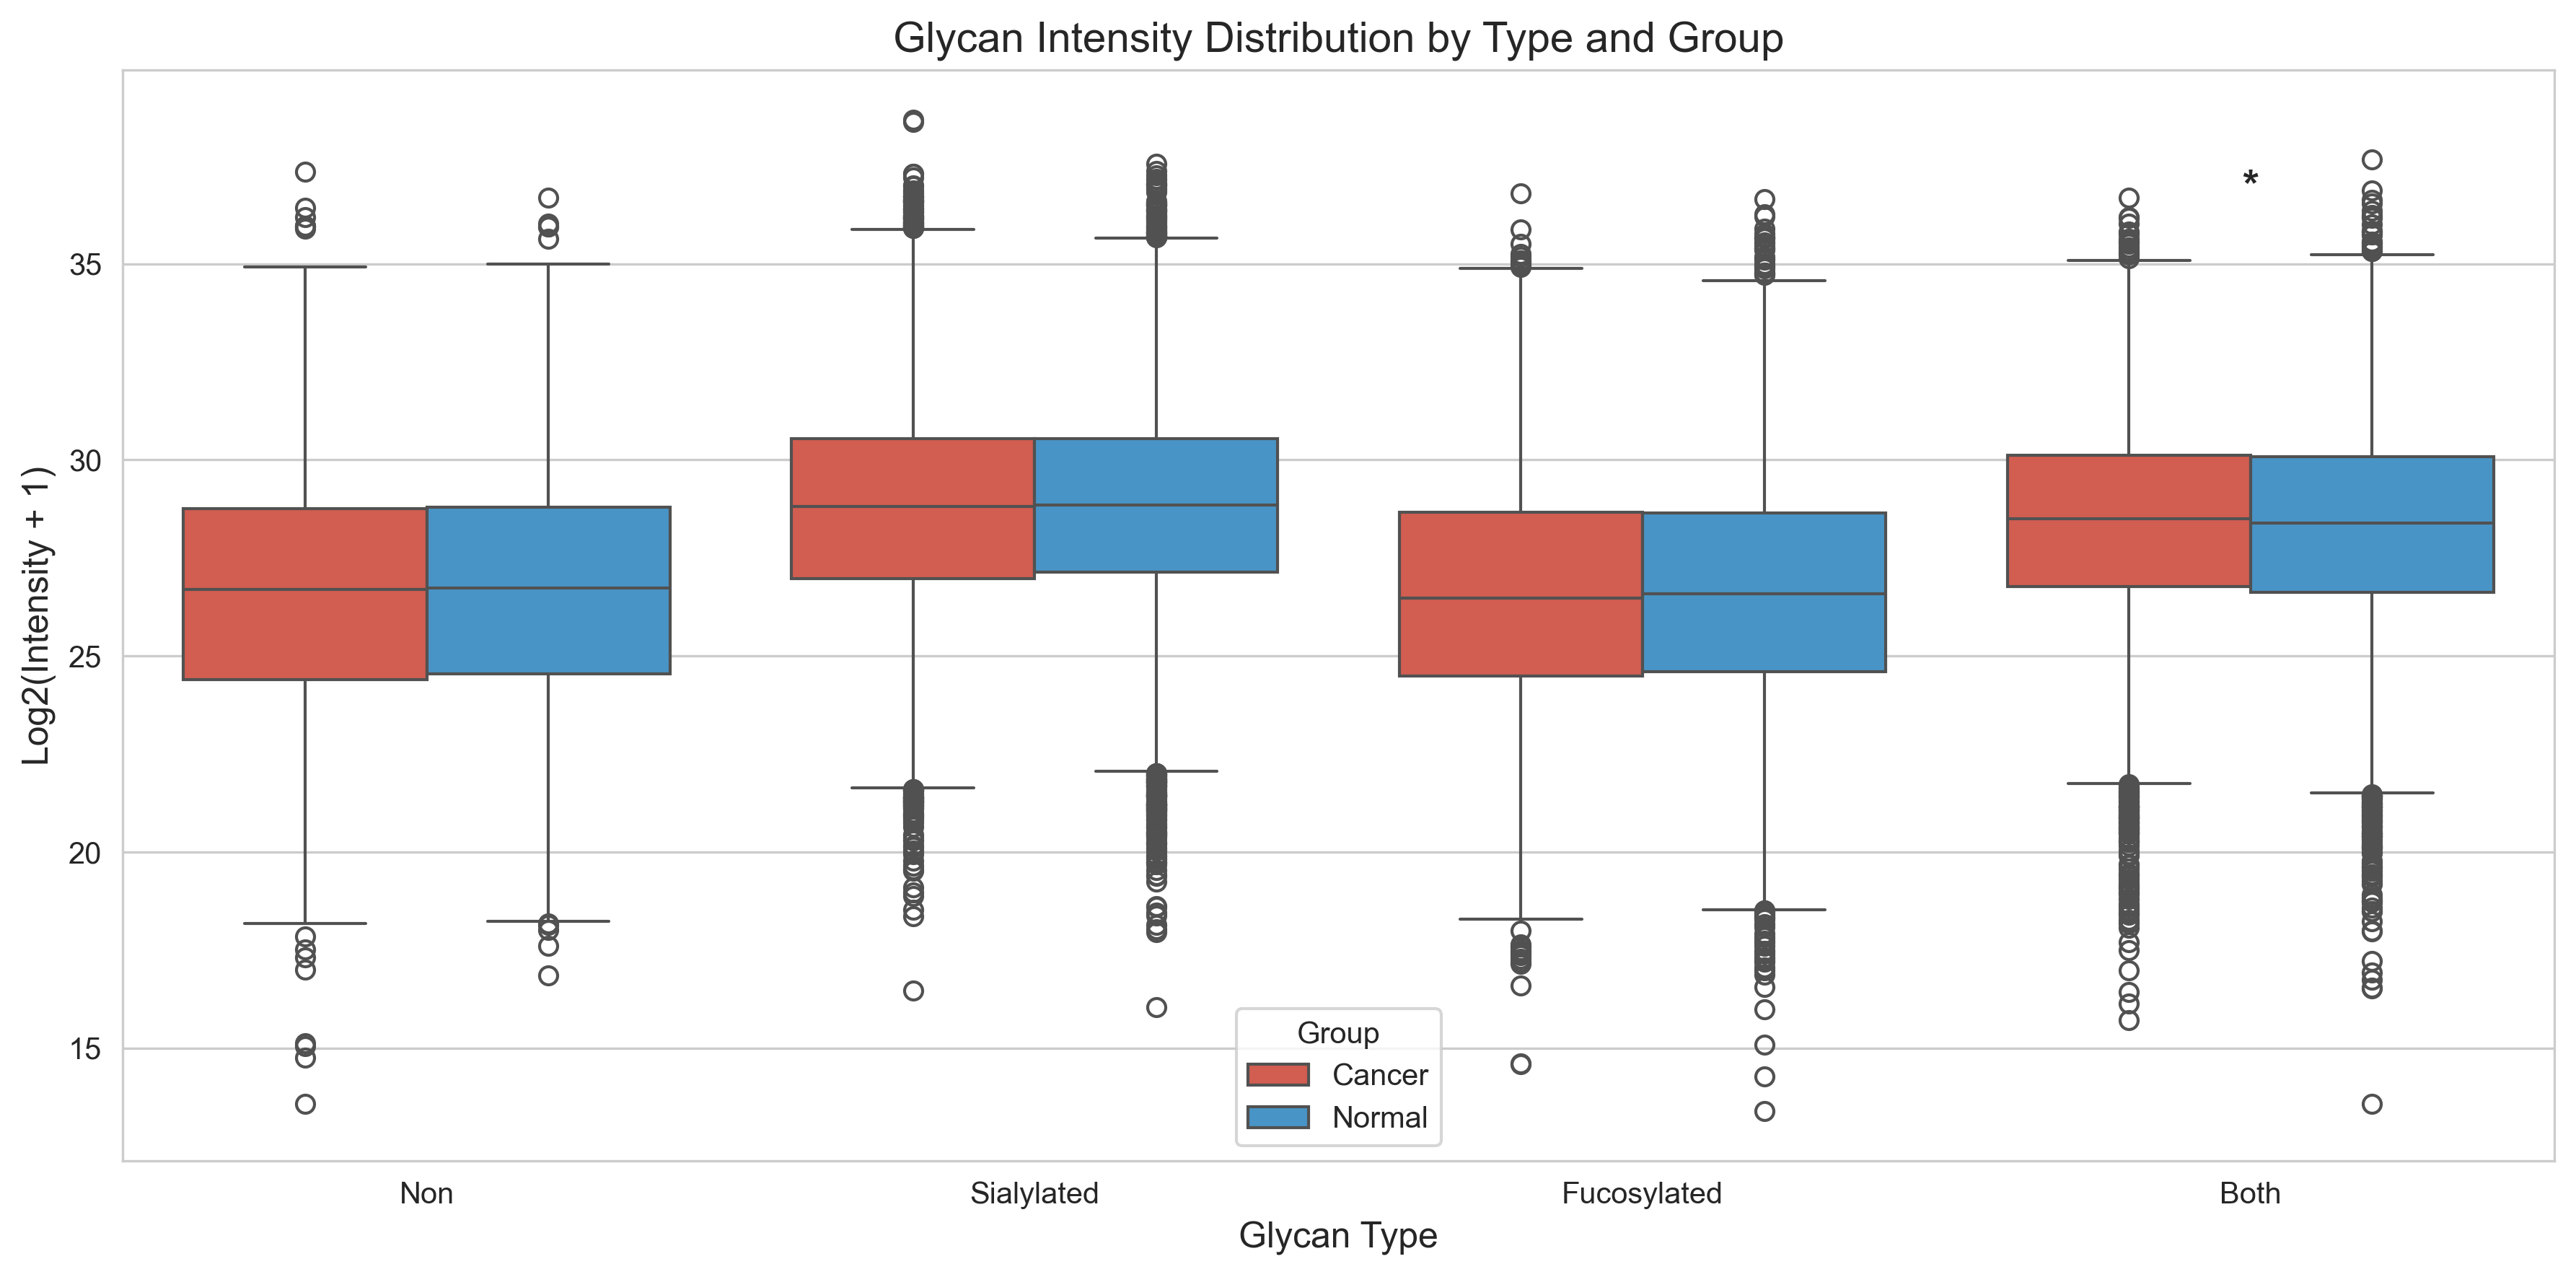 Glycan Intensity Distribution by Type and Group
Log2(Intensity + 1)
35
30
25
20
15
*
Group
Cancer
Normal
Non
Sialylated
Fucosylated
Both
Glycan Type